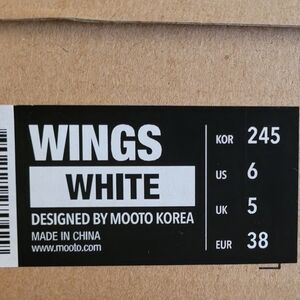 WINGS
WHITE
DESIGNED BY MOOTO KOREA
MADE IN CHINA
www.mooto.com
KOR 245
US 6
UK 5
EUR 38